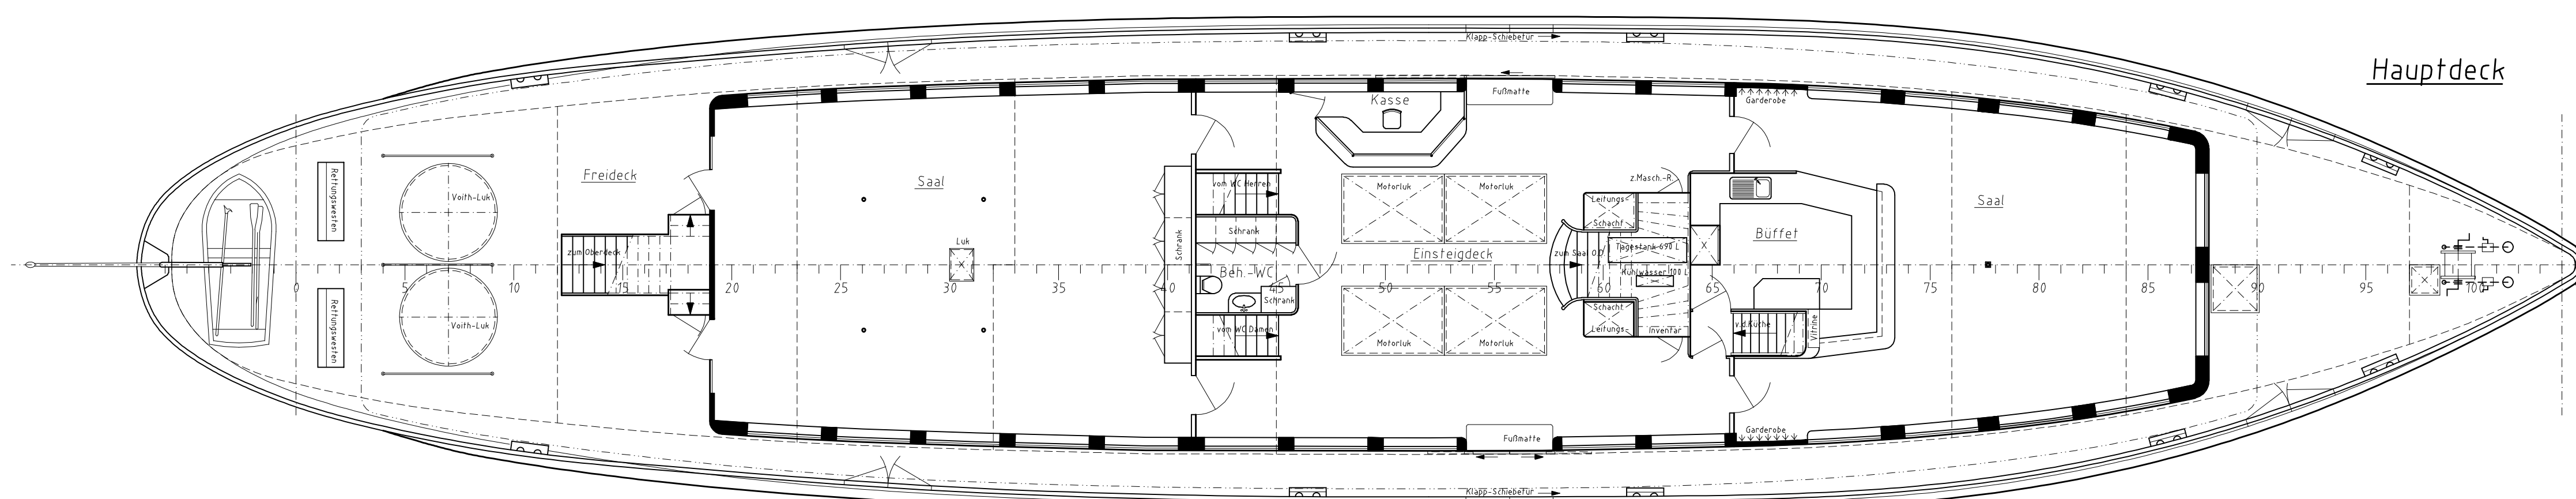 Klapp-Schiebetür
Hauptdeck
Fußmatte
Kasse
Garderobe
Rettungswesten
Voith-Luk
Freideck
Saal
vom WC Herren
Motorluk
Motorluk
z.Masch.-R.
Leitungs-
Schacht
Saal
Schrank
Schrank
Büffet
Luk
zum Oberdeck
Einsteigdeck
zum Saal O.D.
Tagestank 690 L
Beh.-WC
Kühlwasser 100 L
0 5 10 15 20 25 30 35 40 45 50 55 60 65 70 75 80 85 90 95 100
Schrank
Schacht
Leitungs-
Inventar
Rettungswesten
Voith-Luk
vom WC Damen
Motorluk
Motorluk
v.d.Küche
Vitrine
Fußmatte
Garderobe
Klapp-Schiebetür